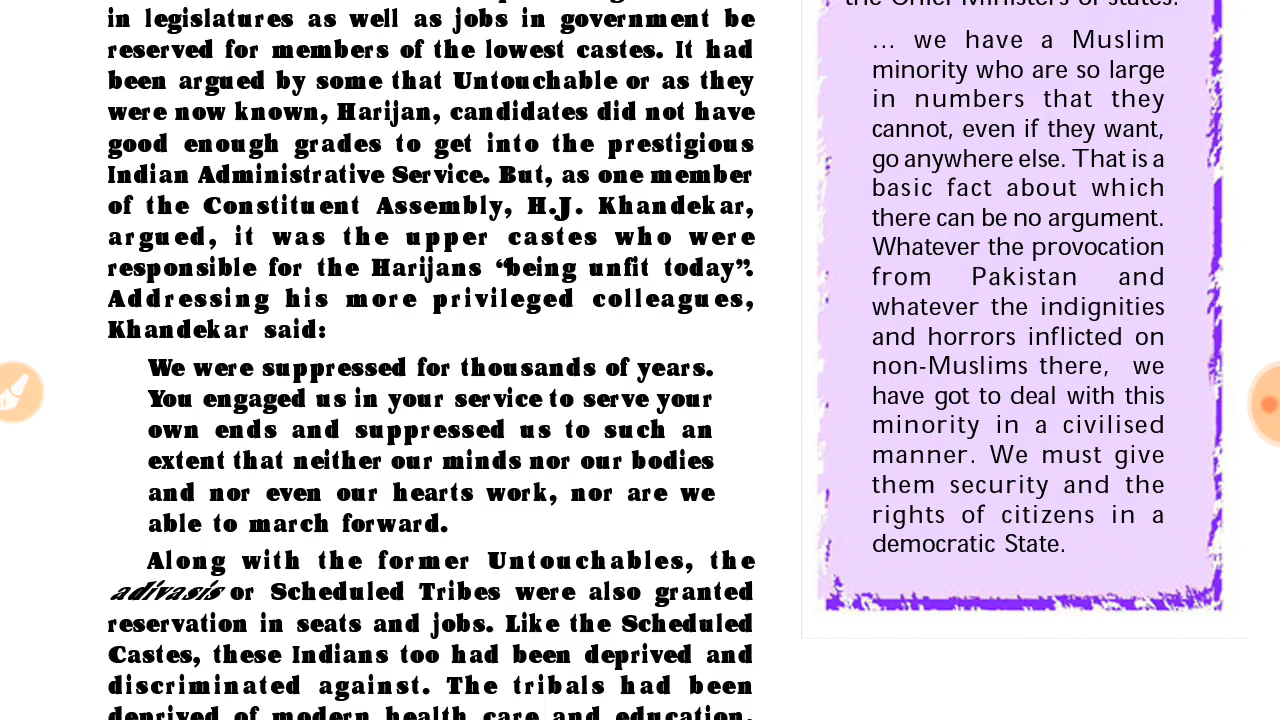 in legislatures as well as jobs in government be
reserved for members of the lowest castes. It had
been argued by some that Untouchable or as they
were now known, Harijan, candidates did not have
good enough grades to get into the prestigious
Indian Administrative Service. But, as one member
of the Constituent Assembly, H.J. Khandekar,
argued, it was the upper castes who were
responsible for the Harijans “being unfit today”.
Addressing his more privileged colleagues,
Khandekar said:
We were suppressed for thousands of years.
You engaged us in your service to serve your
own ends and suppressed us to such an
extent that neither our minds nor our bodies
and nor even our hearts work, nor are we
able to march forward.
Along with the former Untouchables, the
adivasis or Scheduled Tribes were also granted
reservation in seats and jobs. Like the Scheduled
Castes, these Indians too had been deprived and
discriminated against. The tribals had been
deprived of modern health care and education,
the Chief Ministers of states:
... we have a Muslim
minority who are so large
in numbers that they
cannot, even if they want,
go anywhere else. That is a
basic fact about which
there can be no argument.
Whatever the provocation
from Pakistan and
whatever the indignities
and horrors inflicted on
non-Muslims there, we
have got to deal with this
minority in a civilised
manner. We must give
them security and the
rights of citizens in a
democratic State.